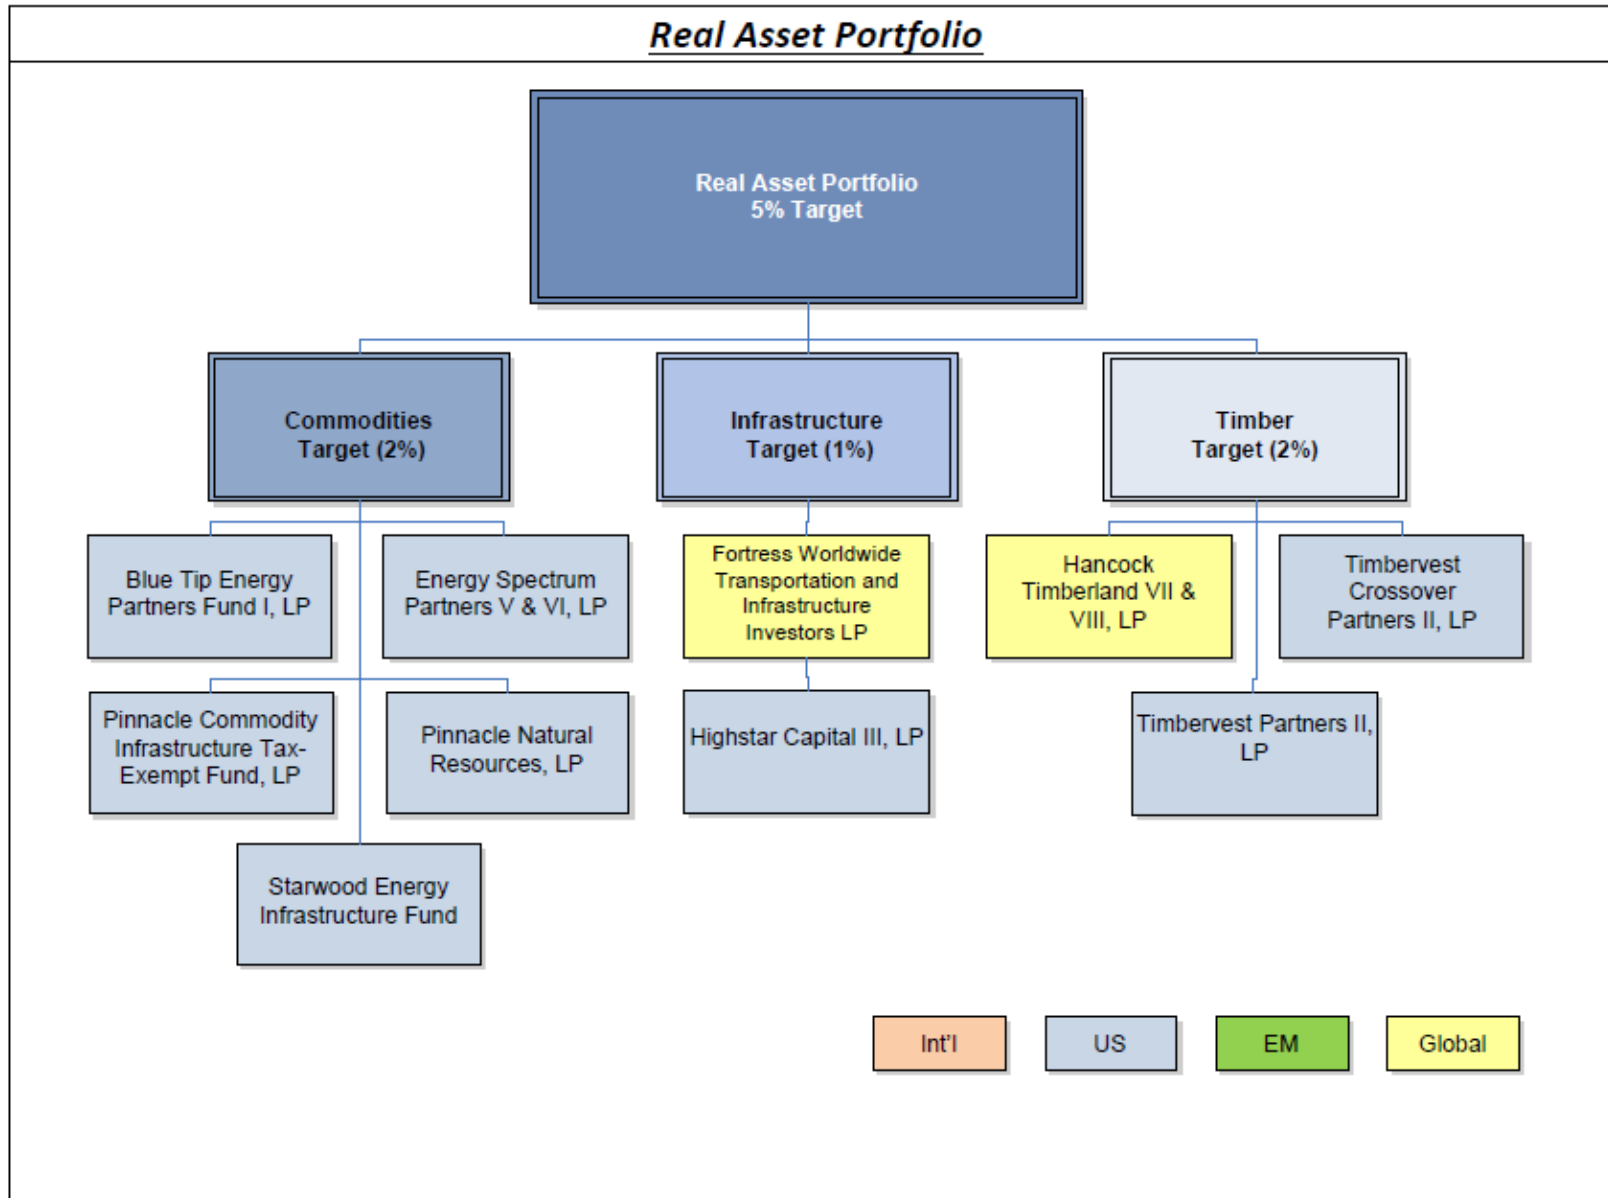 Real Asset Portfolio
Real Asset Portfolio
5% Target
Commodities
Target (2%)
Infrastructure
Target (1%)
Timber
Target (2%)
Blue Tip Energy
Partners Fund I, LP
Energy Spectrum
Partners V & VI, LP
Fortress Worldwide
Transportation and
Infrastructure
Investors LP
Hancock
Timberland VII &
VIII, LP
Timbervest
Crossover
Partners II, LP
Pinnacle Commodity
Infrastructure Tax-
Exempt Fund, LP
Pinnacle Natural
Resources, LP
Highstar Capital III, LP
Timbervest Partners II,
LP
Starwood Energy
Infrastructure Fund
Int'l
US
EM
Global